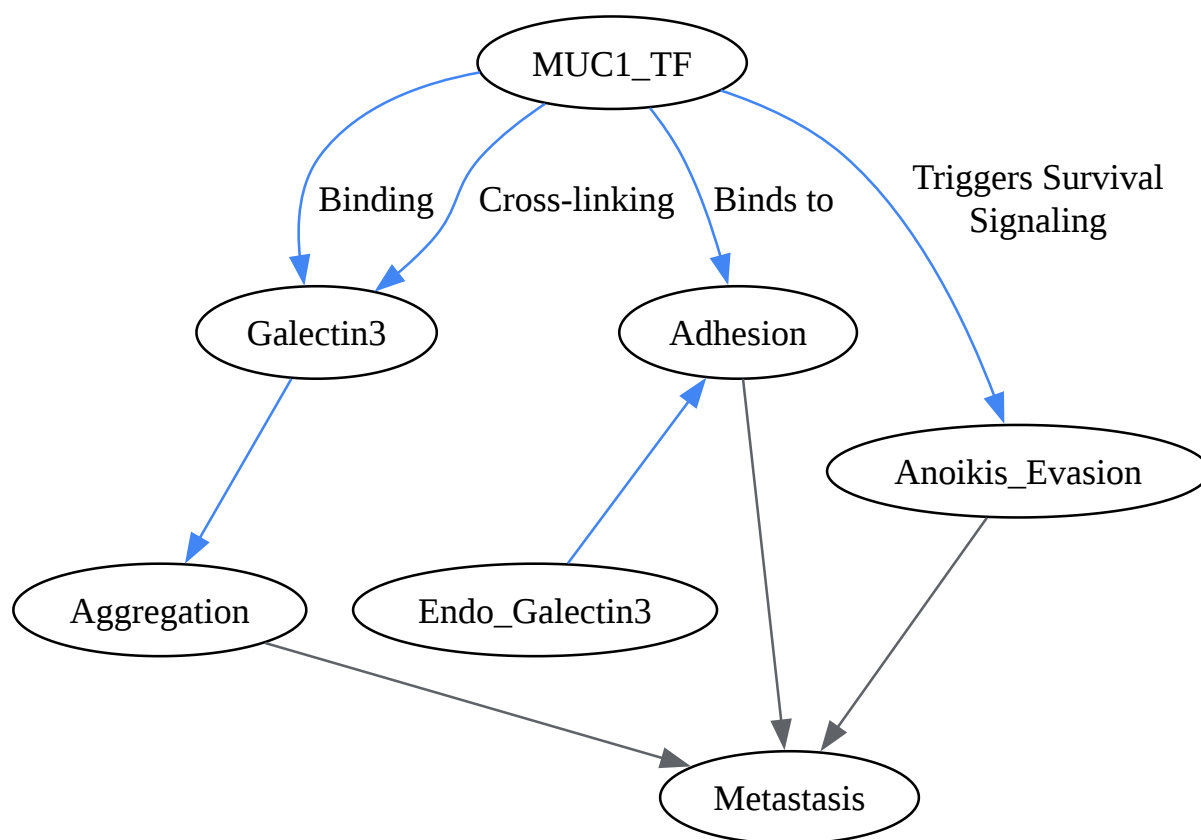 MUC1_TF
Binding
Cross-linking
Binds to
Triggers Survival
Signaling
Galectin3
Adhesion
Anoikis_Evasion
Aggregation
Endo_Galectin3
Metastasis